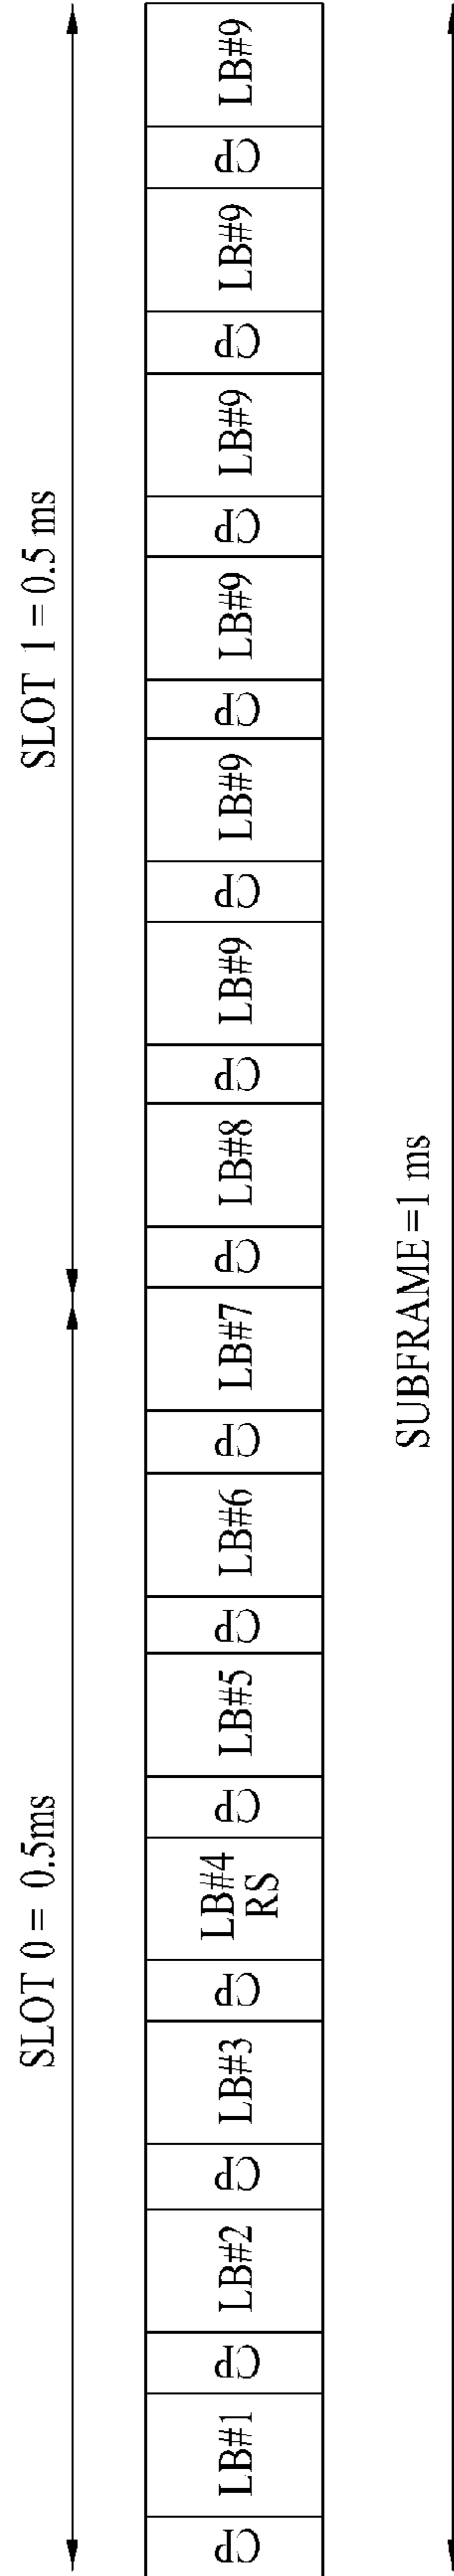 SLOT 0 = 0.5ms
SLOT 1 = 0.5 ms
CP
LB#1
CP
LB#2
CP
LB#3
CP
LB#4
RS
CP
LB#5
CP
LB#6
CP
LB#7
CP
LB#8
CP
LB#9
CP
LB#9
CP
LB#9
CP
LB#9
CP
LB#9
CP
LB#9
SUBFRAME =1 ms